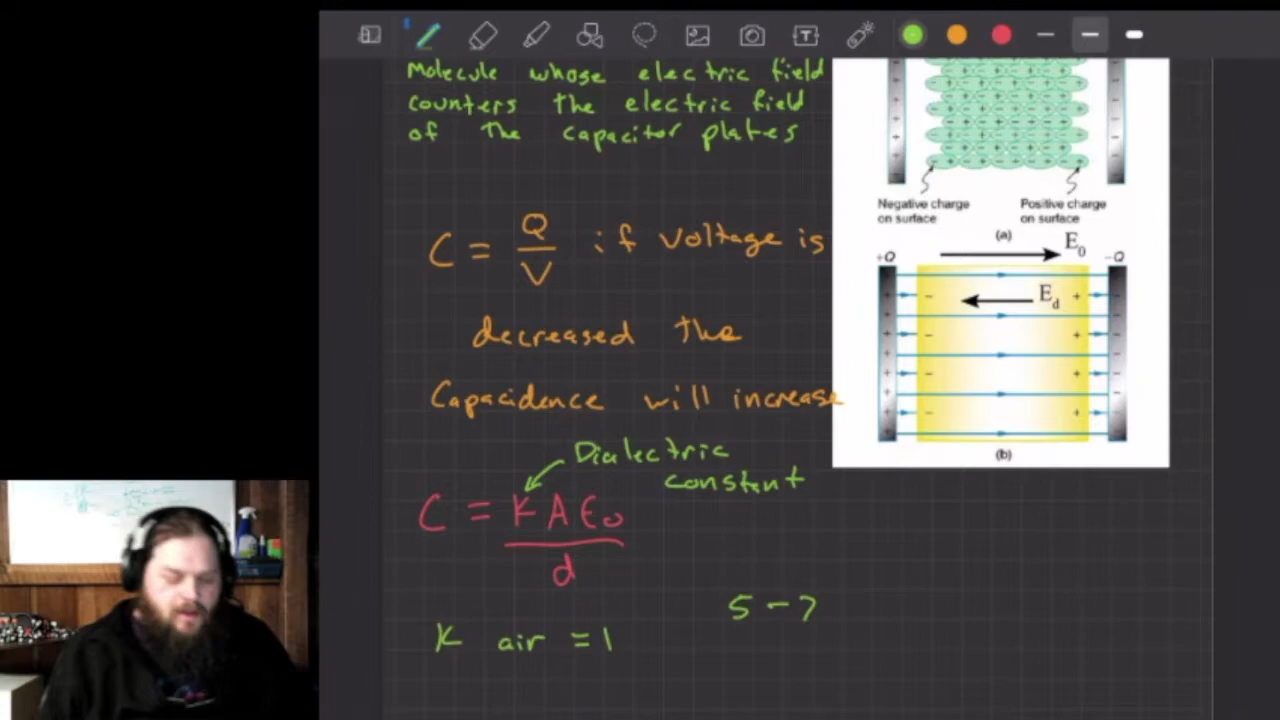 Molecule whose electric field
counters the electric field
of the capacitor plates
C = Q/V if voltage is
decreased the
Capacidence will increase
Dialectric
constant
C = KAϵ₀/d
K air = 1
5 - 7
Negative charge
on surface
Positive charge
on surface
(a)
E₀
+Q
-Q
E_d
(b)